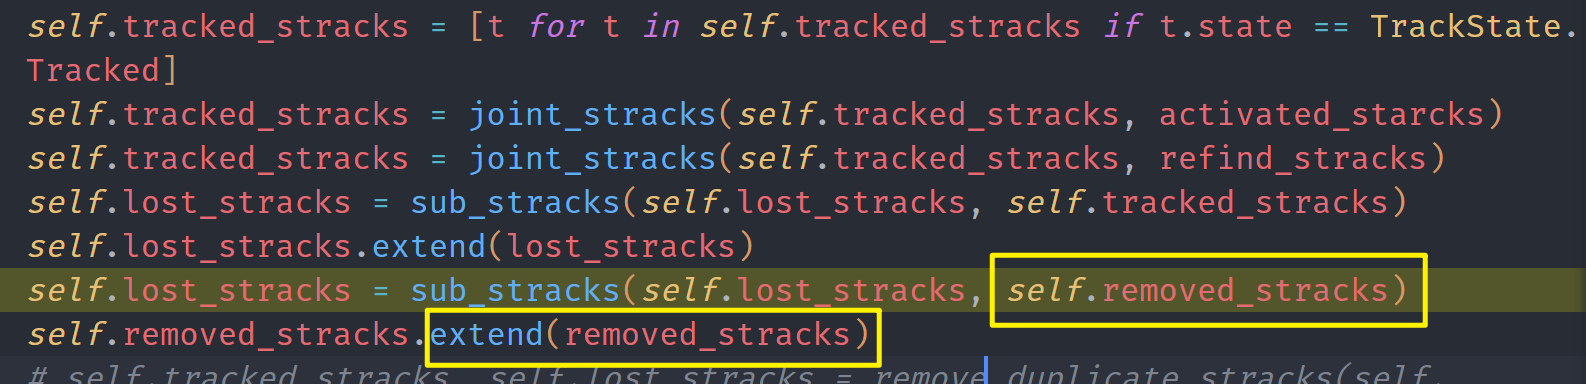 self.tracked_stracks = [t for t in self.tracked_stracks if t.state == TrackState.
Tracked]
self.tracked_stracks = joint_stracks(self.tracked_stracks, activated_starcks)
self.tracked_stracks = joint_stracks(self.tracked_stracks, refind_stracks)
self.lost_stracks = sub_stracks(self.lost_stracks, self.tracked_stracks)
self.lost_stracks.extend(lost_stracks)
self.lost_stracks = sub_stracks(self.lost_stracks, self.removed_stracks)
self.removed_stracks.extend(removed_stracks)
# self.tracked_stracks, self.lost_stracks = remove_duplicate_stracks(self.